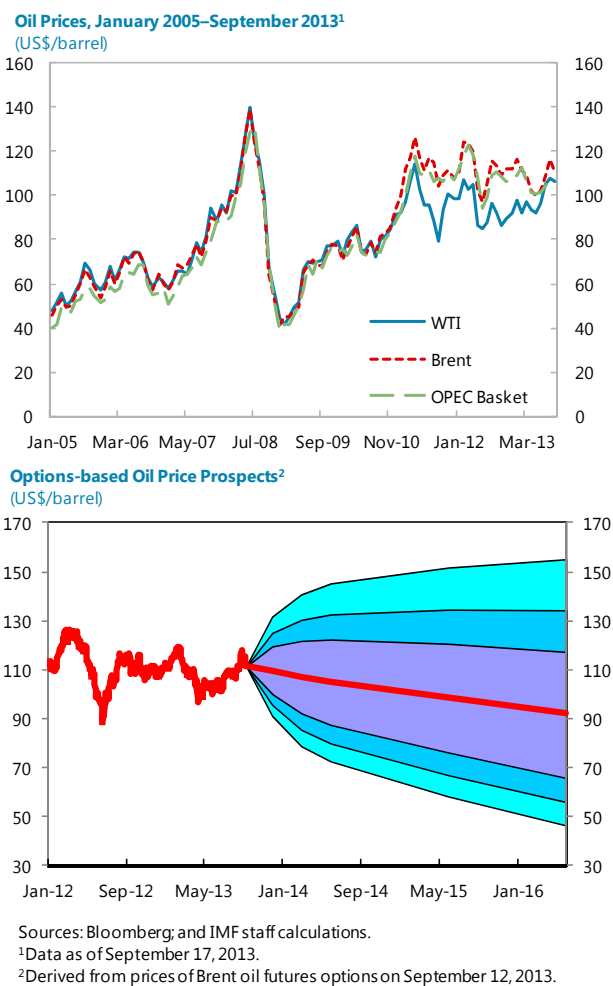 Oil Prices, January 2005–September 2013¹
(US$/barrel)
160 160
140 140
120 120
100 100
80 80
60 60
40 40
20 20
0 0
WTI
Brent
OPEC Basket
Jan-05 Mar-06 May-07 Jul-08 Sep-09 Nov-10 Jan-12 Mar-13
Options-based Oil Price Prospects²
(US$/barrel)
170 170
150 150
130 130
110 110
90 90
70 70
50 50
30 30
Jan-12 Sep-12 May-13 Jan-14 Sep-14 May-15 Jan-16
Sources: Bloomberg; and IMF staff calculations.
¹Data as of September 17, 2013.
²Derived from prices of Brent oil futures options on September 12, 2013.